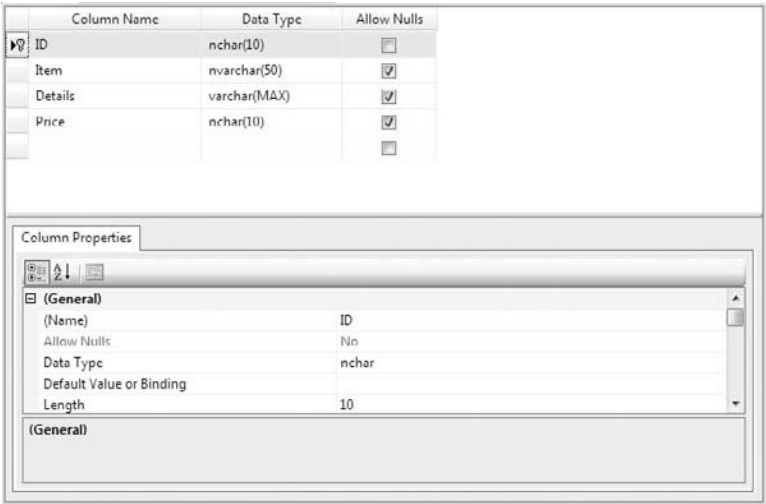 Column Name Data Type Allow Nulls
ID nchar(10)
Item nvarchar(50)
Details varchar(MAX)
Price nchar(10)
Column Properties
(General)
(Name) ID
Allow Nulls No
Data Type nchar
Default Value or Binding
Length 10
(General)